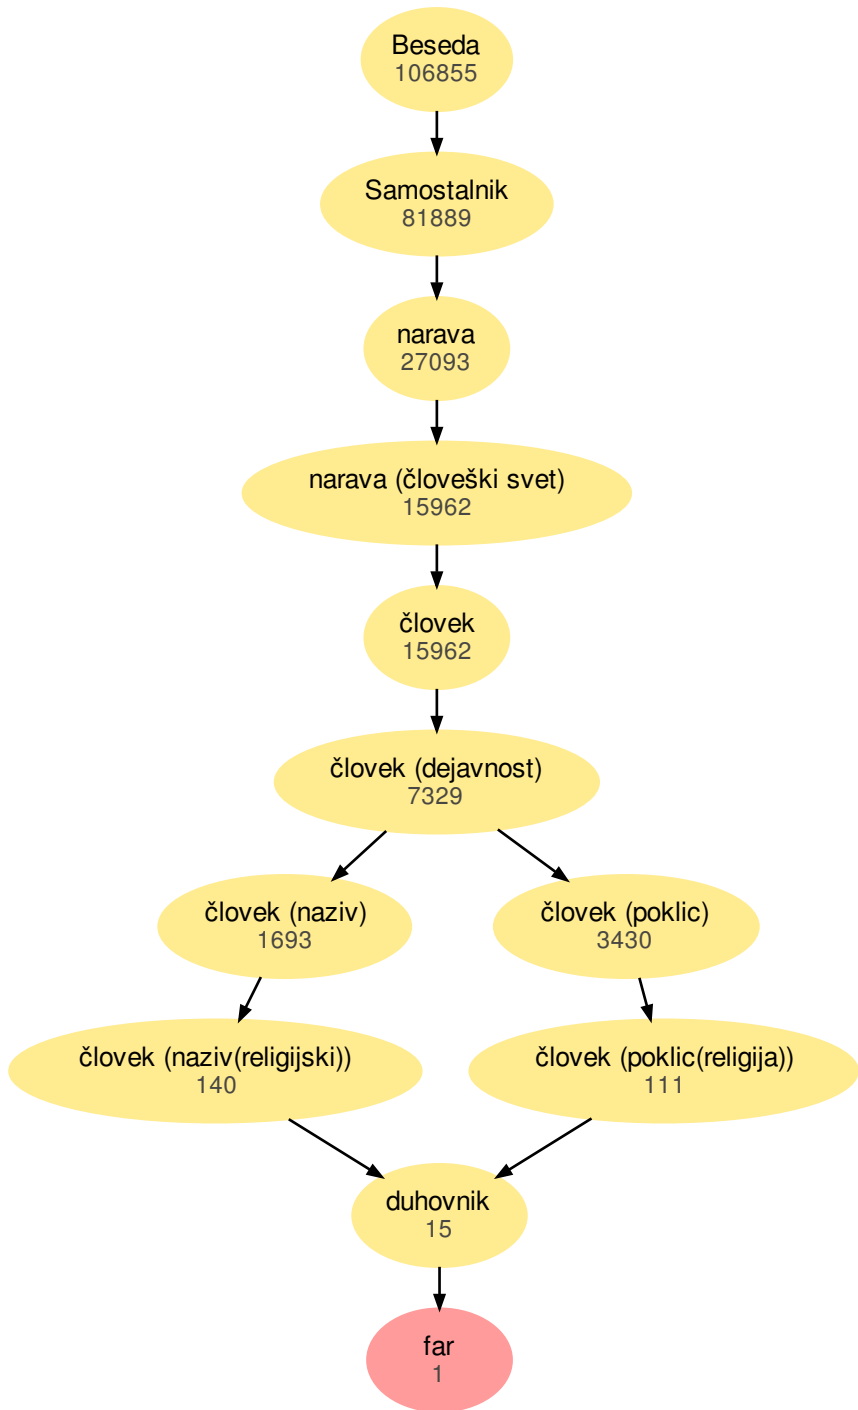 Beseda
106855
Samostalnik
81889
narava
27093
narava (človeški svet)
15962
človek
15962
človek (dejavnost)
7329
človek (naziv)
1693
človek (poklic)
3430
človek (naziv(religijski))
140
človek (poklic(religija))
111
duhovnik
15
far
1